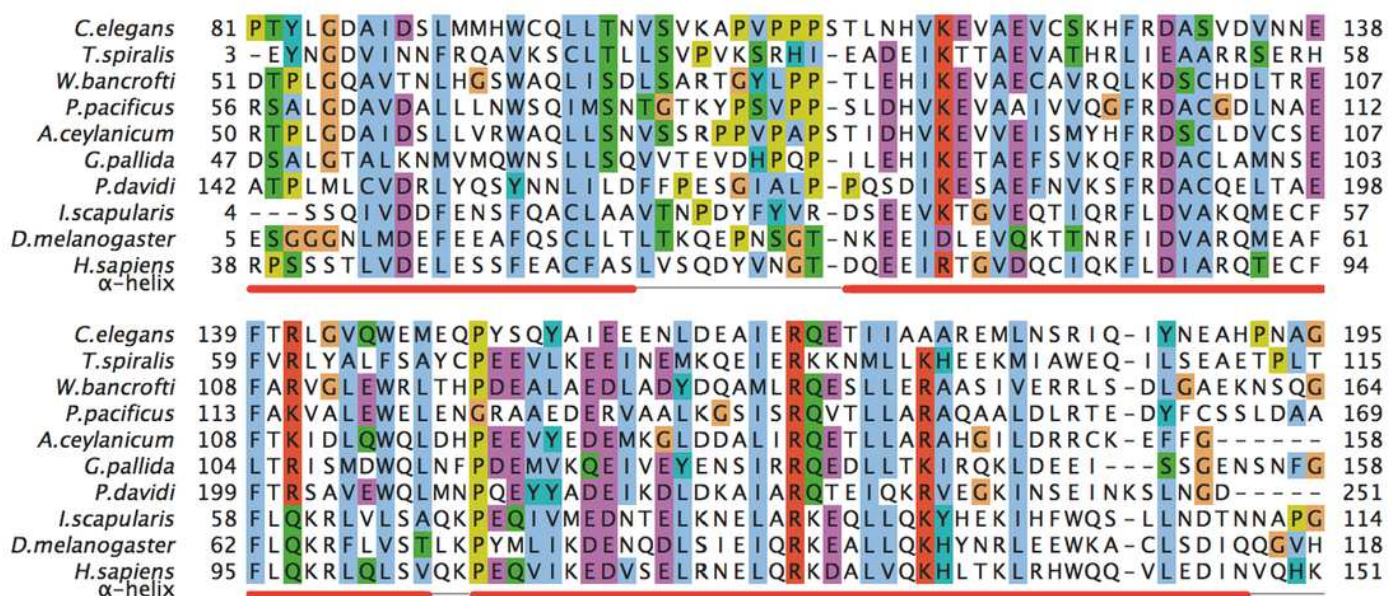 C.elegans 81 PTYLGDAIDSLMMHWCQLLTNVSVKAPVPPPSTLNHVKEVAEVCSKHFRDASVDVNNE 138
T.spiralis 3 -EYNGDVINNFRQAVKSLCTLLSVPVKSRHI-EADEIKTTAEVATHRLIEAARRSERH 58
W.bancrofti 51 DTPLGQAVTNLHGSWAQLISDLSARTGYLPP-TLEHIKEVAECAVRQLKDSCHDLTRE 107
P.pacificus 56 RSALGDAVDALLLNWSQIMSNTGTKYPSVPP-SLDHVKEVAAIVVQGFRDACGDLNAE 112
A.ceylanicum 50 RTPLGDAIDSLLVRWAQLLSNVSSRPPVPAPSTIDHVKEVVEISMYHFRDSCLDVCSE 107
G.pallida 47 DSALGTALKNMVMQWNSLLSQVVTEVDHPQP-ILEHIKETAEFSVKQFRDACLAMNSE 103
P.davidi 142 ATPLMLCVDRLYQSYNNLILDFFPESGIALP-PQSDIKESAEFNVKSFRDACQELTAE 198
I.scapularis 4 ---SSQIVDDFENSFQACLAAVTNPDYFYVR-DSEEVKTGVEQTIQRFLDVAKQMECF 57
D.melanogaster 5 ESGGGNLMDEFEEAFQSCLLTLTKQEPNSGT-NKEEIDLEVQKTTNRFIDVARQMEAF 61
H.sapiens 38 RPSSSTLVDELESSFEACFASLVSQDYVNGT-DQEEIRTGVDQCIQKFLDIARQTECF 94
α-helix
C.elegans 139 FTRLGVQWEMEQPYSQYAIEEENLDEAIERQETIIAAAREMLNSRIQ-IYNEAHPNAG 195
T.spiralis 59 FVRLYALFSAYCPEEVLKEEINEMKQEIERKKNMLLKHEEKMIAWEQ-ILSEAETPLT 115
W.bancrofti 108 FARVGLEWRLTHPDEALAEDLADYDQAMLRQESLLERAASIVERRLS-DLGAEKNSQG 164
P.pacificus 113 FAKVALEWELENGRAAEDERVAALKGSISRQVTLLARAQAALDLRTE-DYFCSSLDAA 169
A.ceylanicum 108 FTKIDLQWQLDHPEEVYEDEMKGLDDALIRQETLLARAHGILDRRCK-EFFG------ 158
G.pallida 104 LTRISMDWQLNFPDEMVKQEIVEYENSIRRQEDLLTKIRQKLDEEI---SSGENSNFG 158
P.davidi 199 FTRSAVEWQLMNPQEYYADEIKDLDKAIARQTEIQKRVEGKINSEINKSLNGD----- 251
I.scapularis 58 FLQKRLVLSAQKPEQIVMEDNTELKNELARKEQLLQKYHEKIHFWQS-LLNDTNNAPG 114
D.melanogaster 62 FLQKRFLVSTLKPYMLIKDENQDLSIEIQRKEALLQKHYNRLEEWKA-CLSDIQQGVH 118
H.sapiens 95 FLQKRLQLSVQKPEQVIKEDVSELRNELQRKDALVQKHLTKLRHWQQ-VLEDINVQHK 151
α-helix